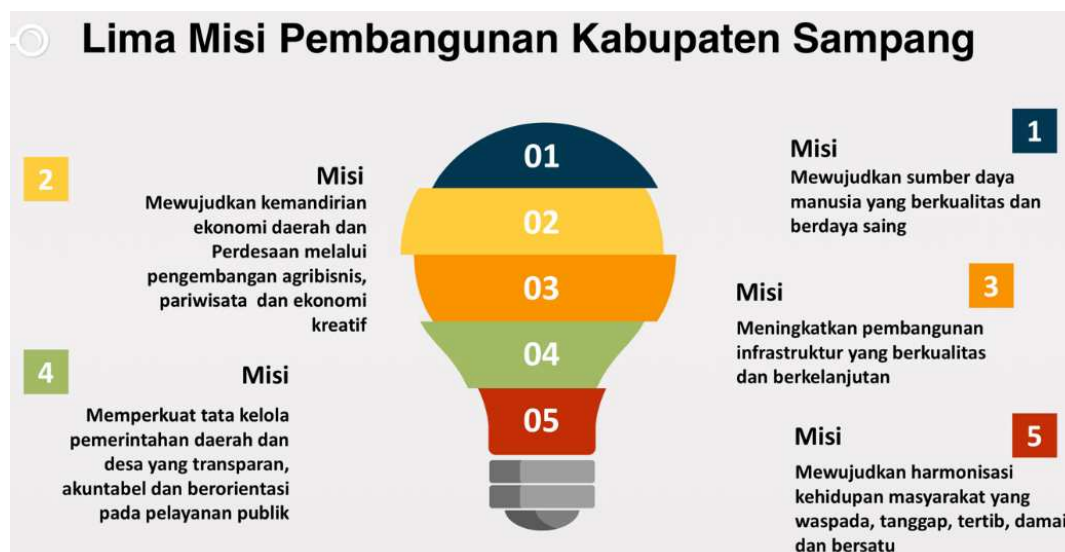 Lima Misi Pembangunan Kabupaten Sampang
1
Misi
Mewujudkan sumber daya
manusia yang berkualitas dan
berdaya saing
2
Misi
Mewujudkan kemandirian
ekonomi daerah dan
Perdesaan melalui
pengembangan agribisnis,
pariwisata dan ekonomi
kreatif
3
Misi
Meningkatkan pembangunan
infrastruktur yang berkualitas
dan berkelanjutan
4
Misi
Memperkuat tata kelola
pemerintahan daerah dan
desa yang transparan,
akuntabel dan berorientasi
pada pelayanan publik
5
Misi
Mewujudkan harmonisasi
kehidupan masyarakat yang
waspada, tanggap, tertib, damai
dan bersatu
01
02
03
04
05